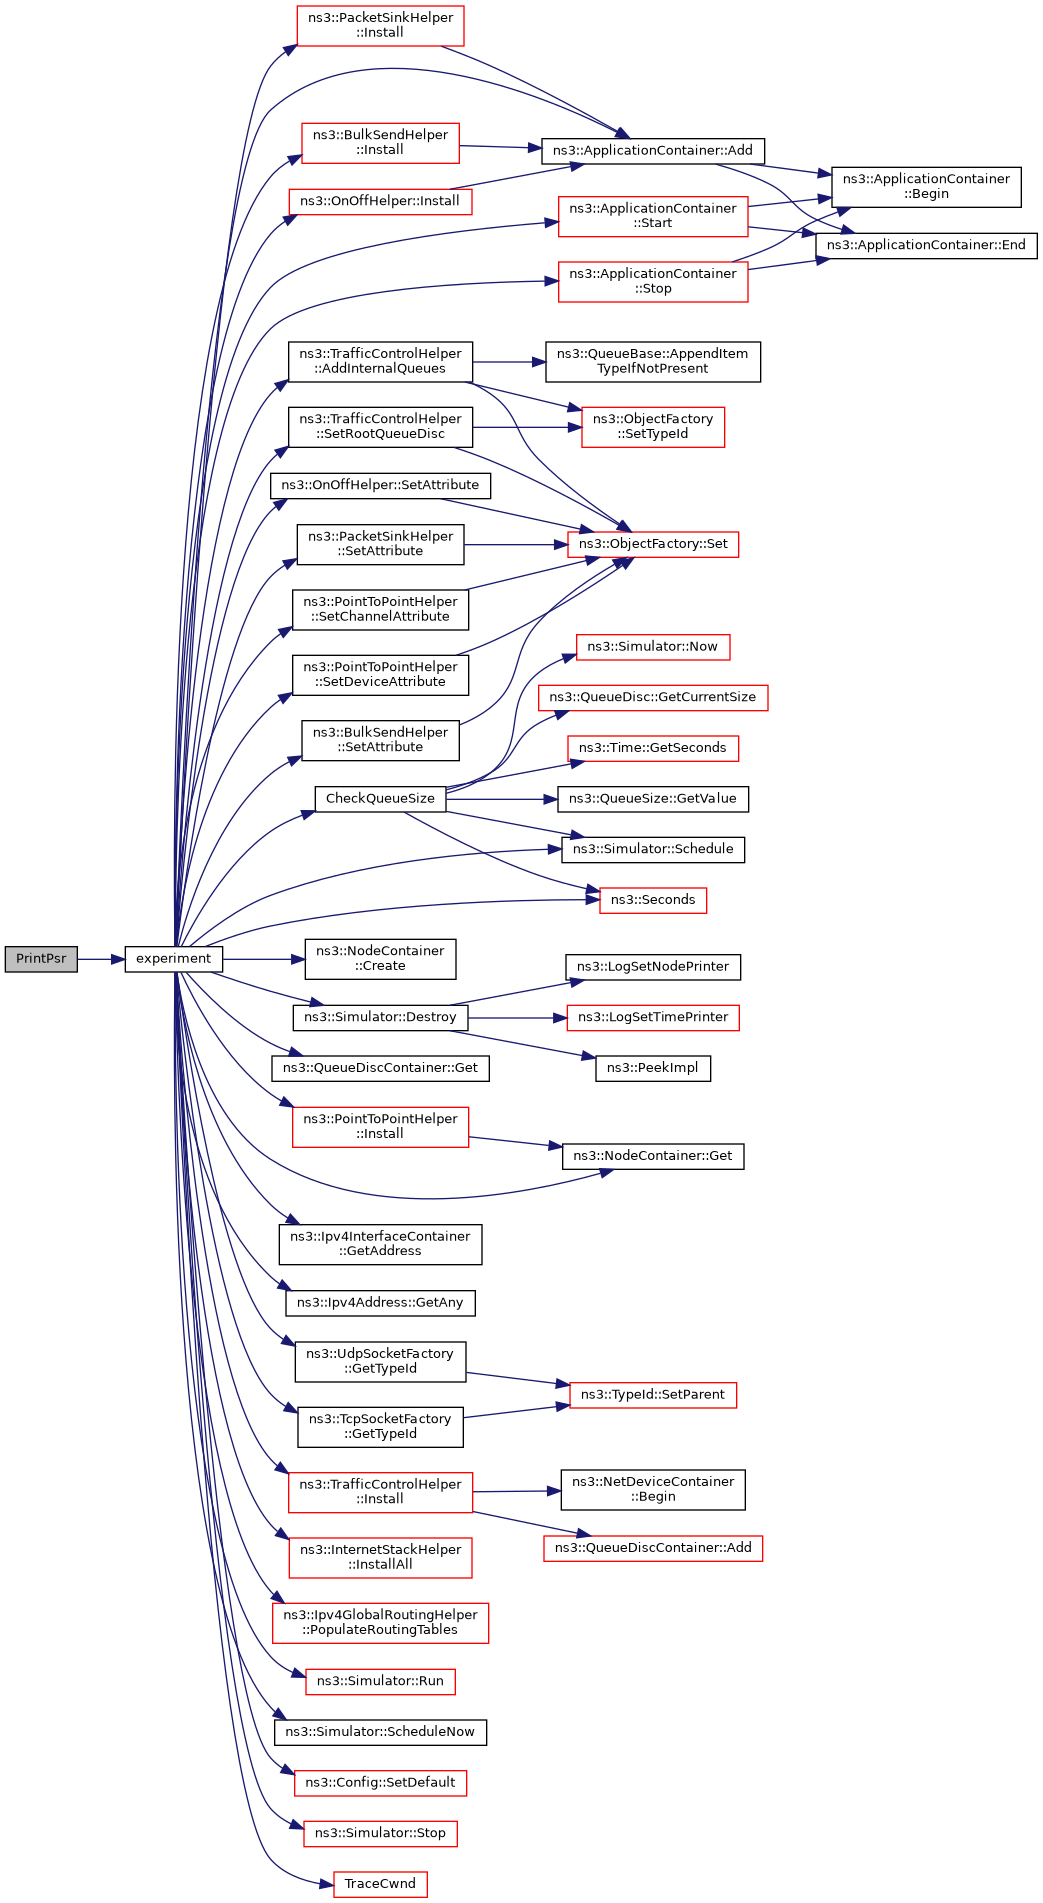 ns3::PacketSinkHelper
::Install
ns3::BulkSendHelper
::Install
ns3::ApplicationContainer::Add
ns3::OnOffHelper::Install
ns3::ApplicationContainer
::Begin
ns3::ApplicationContainer
::Start
ns3::ApplicationContainer::End
ns3::ApplicationContainer
::Stop
ns3::TrafficControlHelper
::AddInternalQueues
ns3::QueueBase::AppendItem
TypeIfNotPresent
ns3::TrafficControlHelper
::SetRootQueueDisc
ns3::ObjectFactory
::SetTypeId
ns3::OnOffHelper::SetAttribute
ns3::PacketSinkHelper
::SetAttribute
ns3::ObjectFactory::Set
ns3::PointToPointHelper
::SetChannelAttribute
ns3::PointToPointHelper
::SetDeviceAttribute
ns3::Simulator::Now
ns3::QueueDisc::GetCurrentSize
ns3::BulkSendHelper
::SetAttribute
ns3::Time::GetSeconds
CheckQueueSize
ns3::QueueSize::GetValue
ns3::Simulator::Schedule
ns3::Seconds
PrintPsr
experiment
ns3::NodeContainer
::Create
ns3::LogSetNodePrinter
ns3::Simulator::Destroy
ns3::LogSetTimePrinter
ns3::QueueDiscContainer::Get
ns3::PeekImpl
ns3::PointToPointHelper
::Install
ns3::NodeContainer::Get
ns3::Ipv4InterfaceContainer
::GetAddress
ns3::Ipv4Address::GetAny
ns3::UdpSocketFactory
::GetTypeId
ns3::TypeId::SetParent
ns3::TcpSocketFactory
::GetTypeId
ns3::TrafficControlHelper
::Install
ns3::NetDeviceContainer
::Begin
ns3::QueueDiscContainer::Add
ns3::InternetStackHelper
::InstallAll
ns3::Ipv4GlobalRoutingHelper
::PopulateRoutingTables
ns3::Simulator::Run
ns3::Simulator::ScheduleNow
ns3::Config::SetDefault
ns3::Simulator::Stop
TraceCwnd